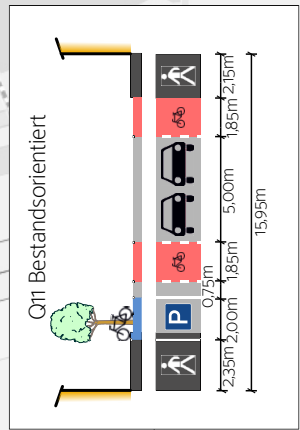 Q11 Bestandsorientiert
P
2,35m
2,00m
0,75m
1,85m
5,00m
1,85m
2,15m
15,95m